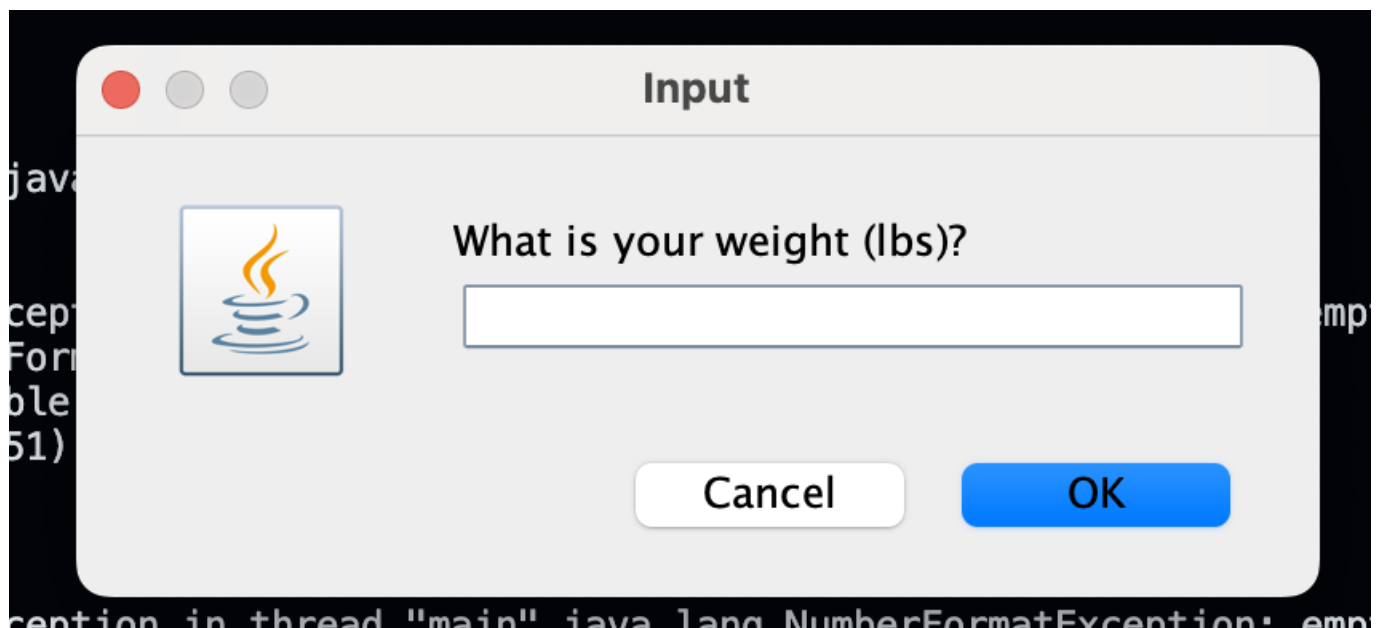 Input
java
What is your weight (lbs)?
51)
Cancel
OK
ception in thread "main" java.lang.NumberFormatException: emp